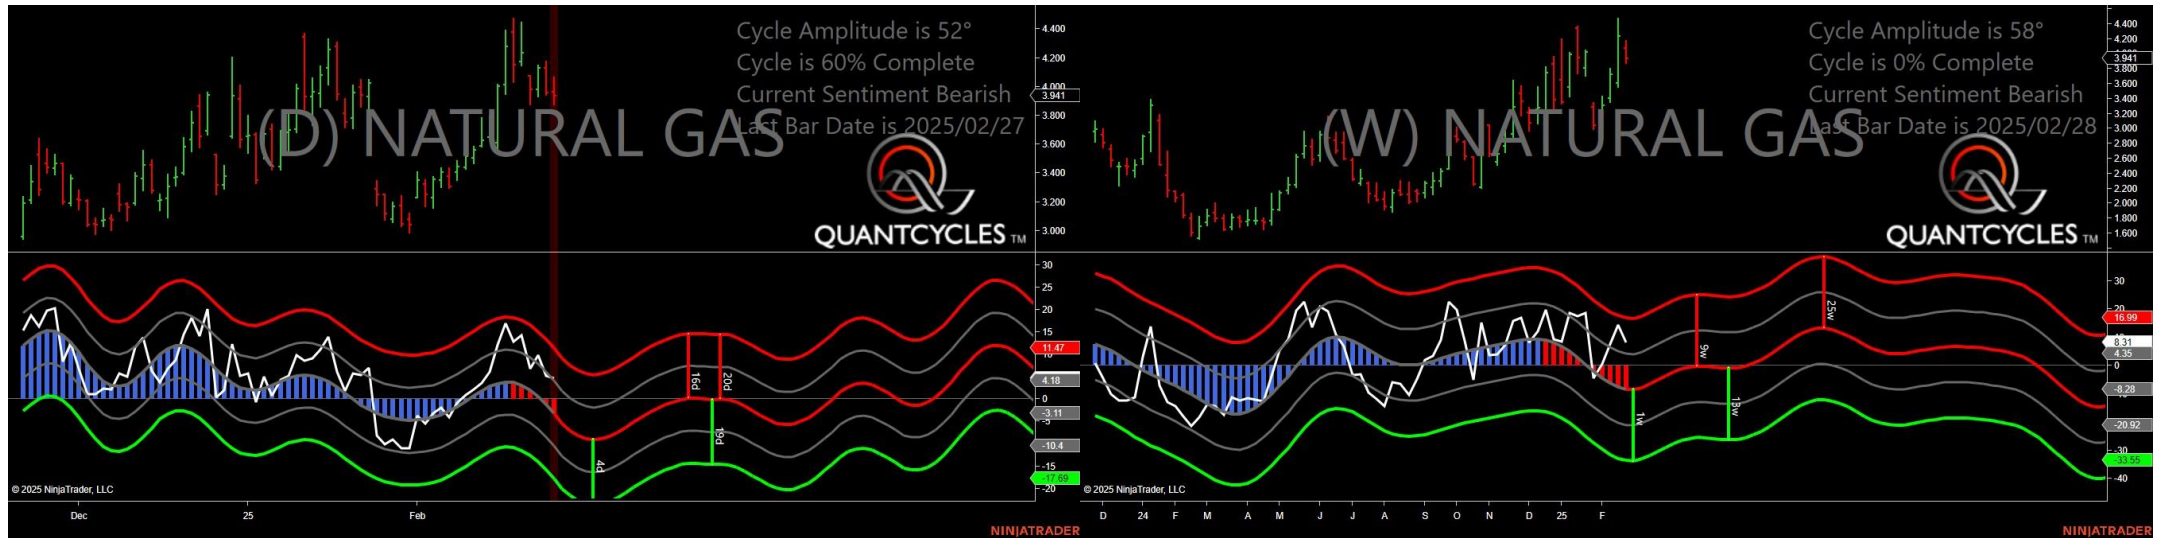 Cycle Amplitude is 52°
Cycle is 60% Complete
Current Sentiment Bearish
Last Bar Date is 2025/02/27
(D) NATURAL GAS
QUANTCYCLES TM
4.400
4.200
4.000
3.941
3.800
3.600
3.400
3.200
3.000
30
25
20
15
11.47
4.18
0
-3.11
-5
-10.4
-15
-17.69
-20
16d
20d
19d
4d
© 2025 NinjaTrader, LLC
Dec
25
Feb
NINJATRADER
Cycle Amplitude is 58°
Cycle is 0% Complete
Current Sentiment Bearish
Last Bar Date is 2025/02/28
(W) NATURAL GAS
QUANTCYCLES TM
4.400
4.200
3.941
3.800
3.600
3.400
3.200
3.000
2.800
2.600
2.400
2.200
2.000
1.800
1.600
30
20
16.99
8.31
4.35
0
-8.28
-20.92
-30
-33.55
-40
9w
25w
1w
13w
© 2025 NinjaTrader, LLC
D
24
F
M
A
M
J
J
A
S
O
N
D
25
F
NINJATRADER